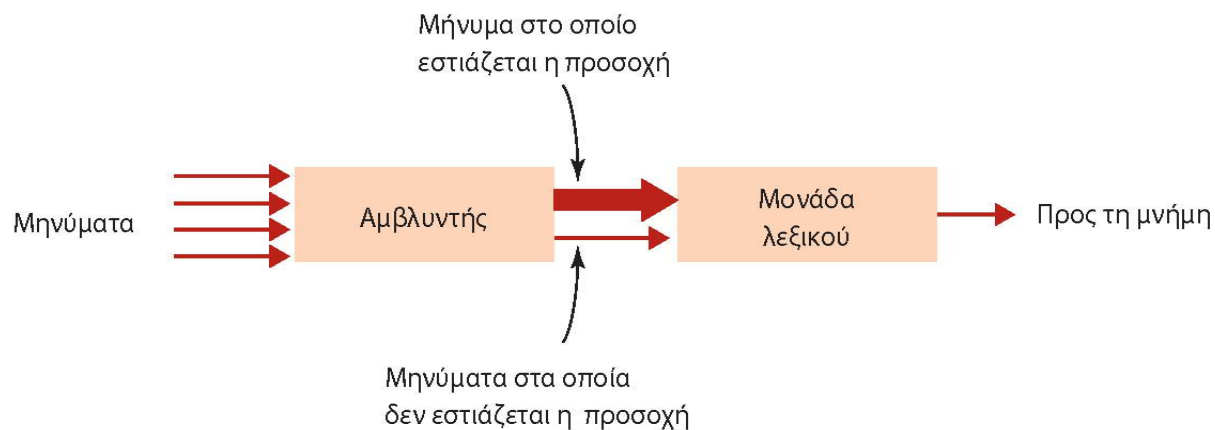 Μήνυμα στο οποίο
εστιάζεται η προσοχή
Μηνύματα
Αμβλυντής
Μονάδα
λεξικού
Προς τη μνήμη
Μηνύματα στα οποία
δεν εστιάζεται η προσοχή